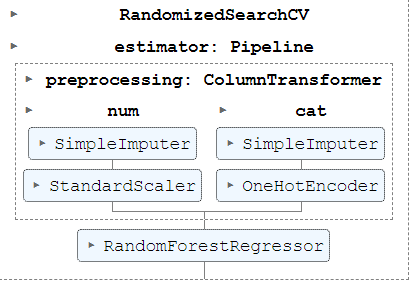 RandomizedSearchCV
estimator: Pipeline
preprocessing: ColumnTransformer
num cat
SimpleImputer SimpleImputer
StandardScaler OneHotEncoder
RandomForestRegressor